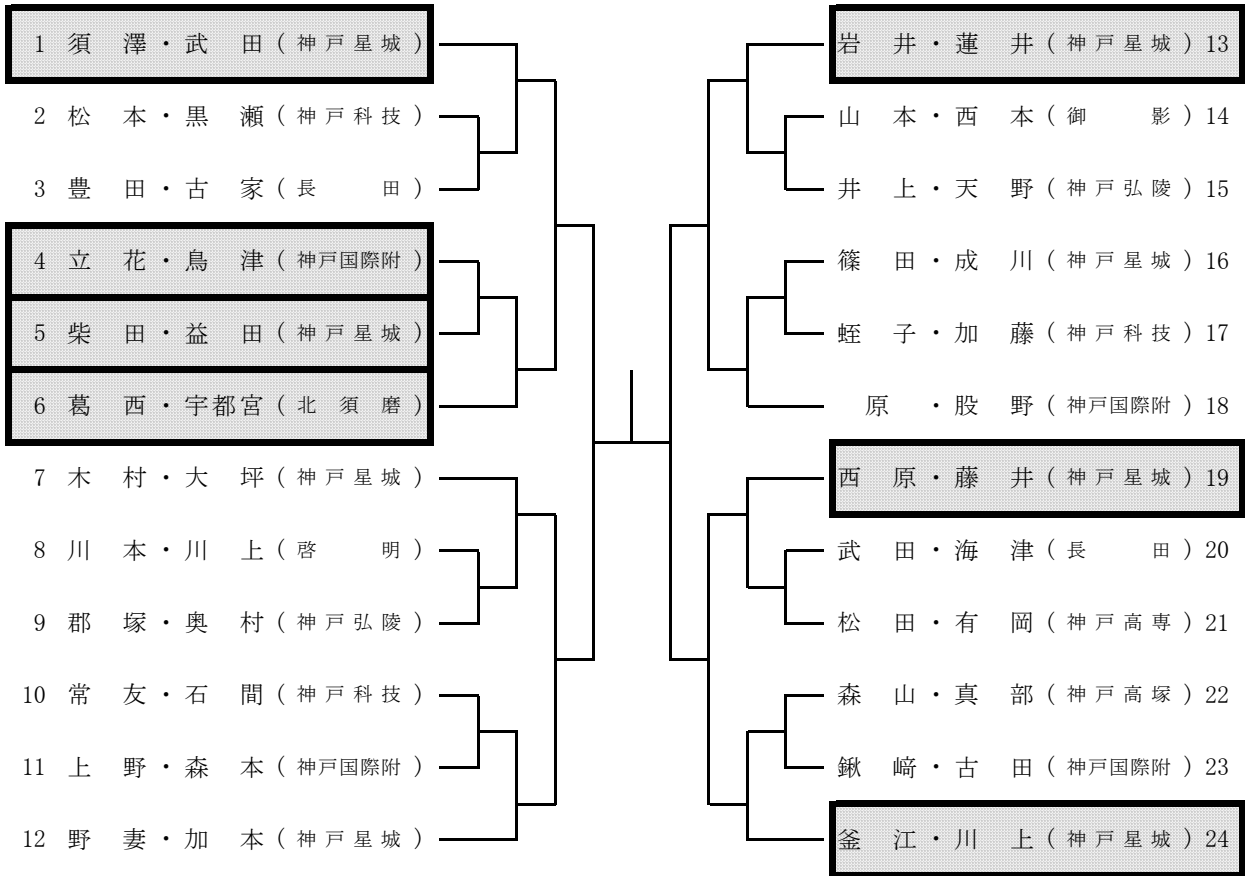 1 須澤・武田(神戸星城)
2 松本・黒瀬(神戸科技)
3 豊田・古家(長田)
4 立花・鳥津(神戸国際附)
5 柴田・益田(神戸星城)
6 葛西・宇都宮(北須磨)
7 木村・大坪(神戸星城)
8 川本・川上(啓明)
9 郡塚・奥村(神戸弘陵)
10 常友・石間(神戸科技)
11 上野・森本(神戸国際附)
12 野妻・加本(神戸星城)
岩井・蓮井(神戸星城)13
山本・西本(御影)14
井上・天野(神戸弘陵)15
篠田・成川(神戸星城)16
蛭子・加藤(神戸科技)17
原・股野(神戸国際附)18
西原・藤井(神戸星城)19
武田・海津(長田)20
松田・有岡(神戸高専)21
森山・真部(神戸高塚)22
鍬﨑・古田(神戸国際附)23
釜江・川上(神戸星城)24